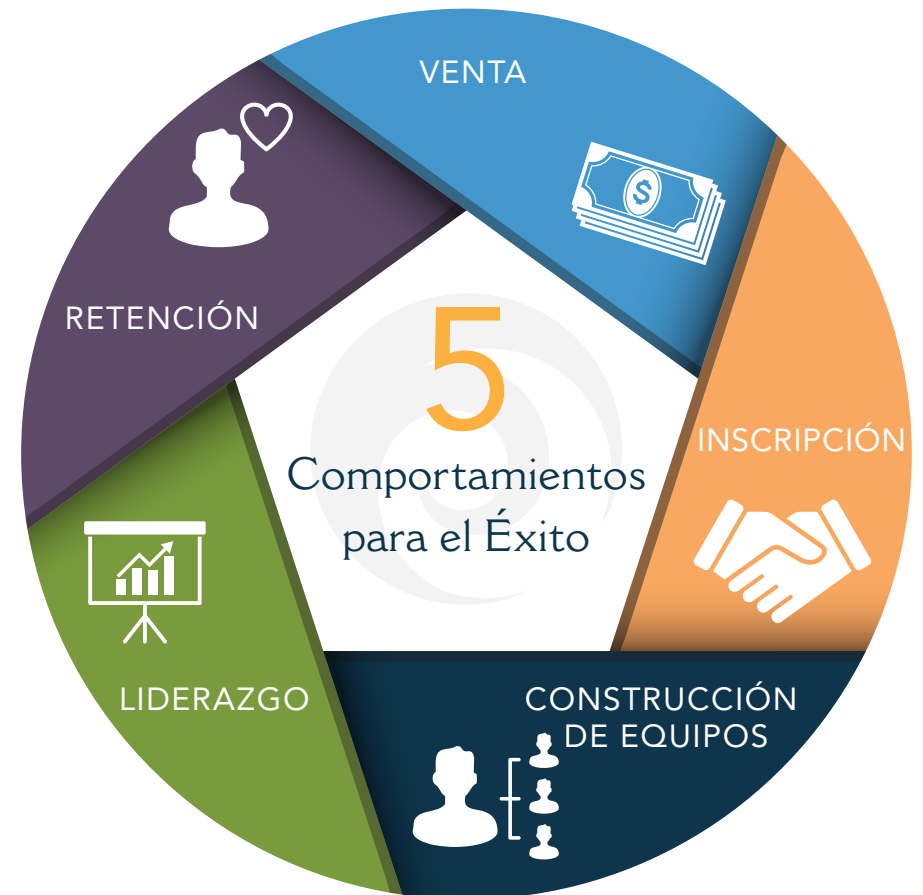 VENTA
RETENCIÓN
5
Comportamientos
para el Éxito
INSCRIPCIÓN
LIDERAZGO
CONSTRUCCIÓN
DE EQUIPOS
$